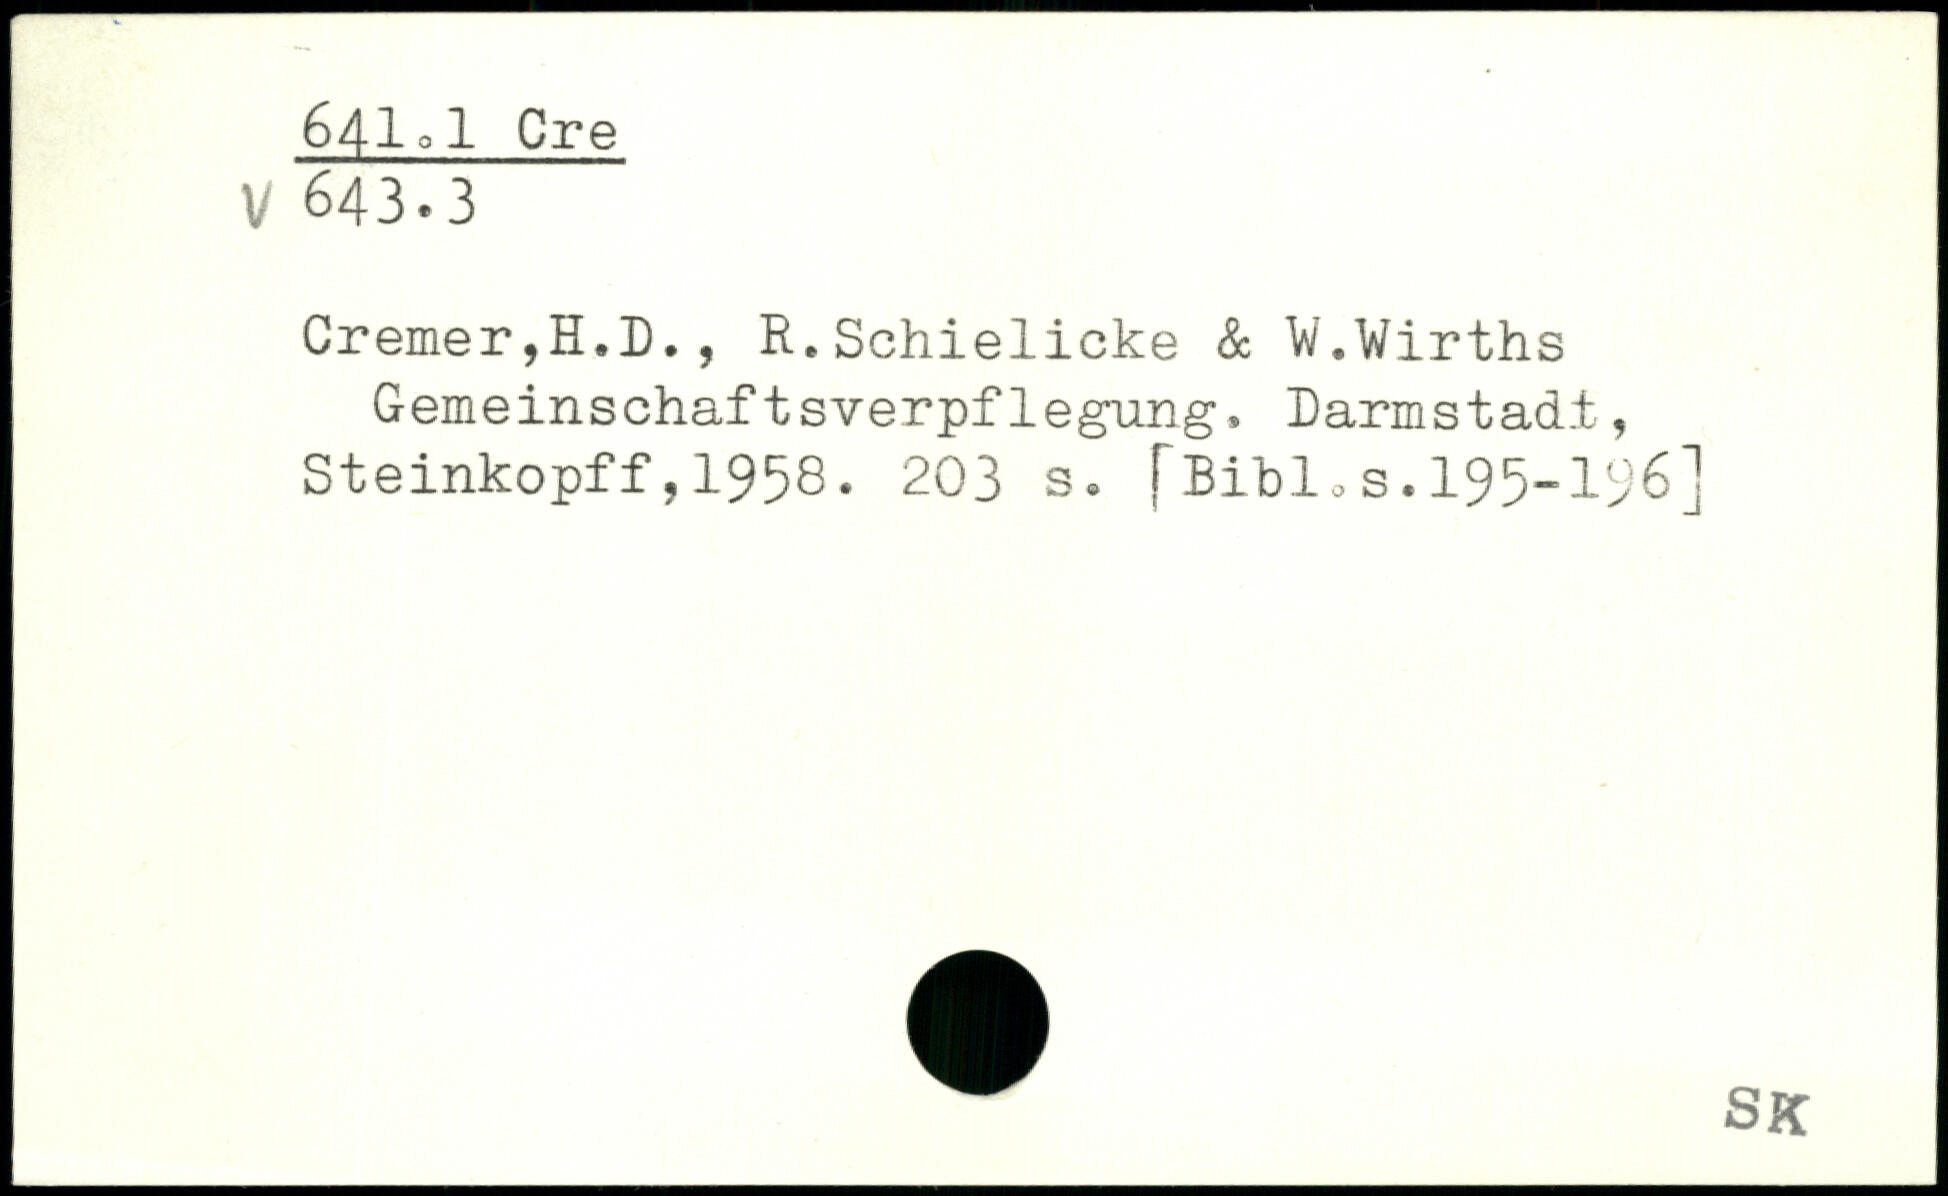 641.1 Cre
V 643.3
Cremer,H.D., R.Schielicke & W.Wirths
Gemeinschaftsverpflegung. Darmstadt,
Steinkopff,1958. 203 s. [Bibl.s.195-196]
SK